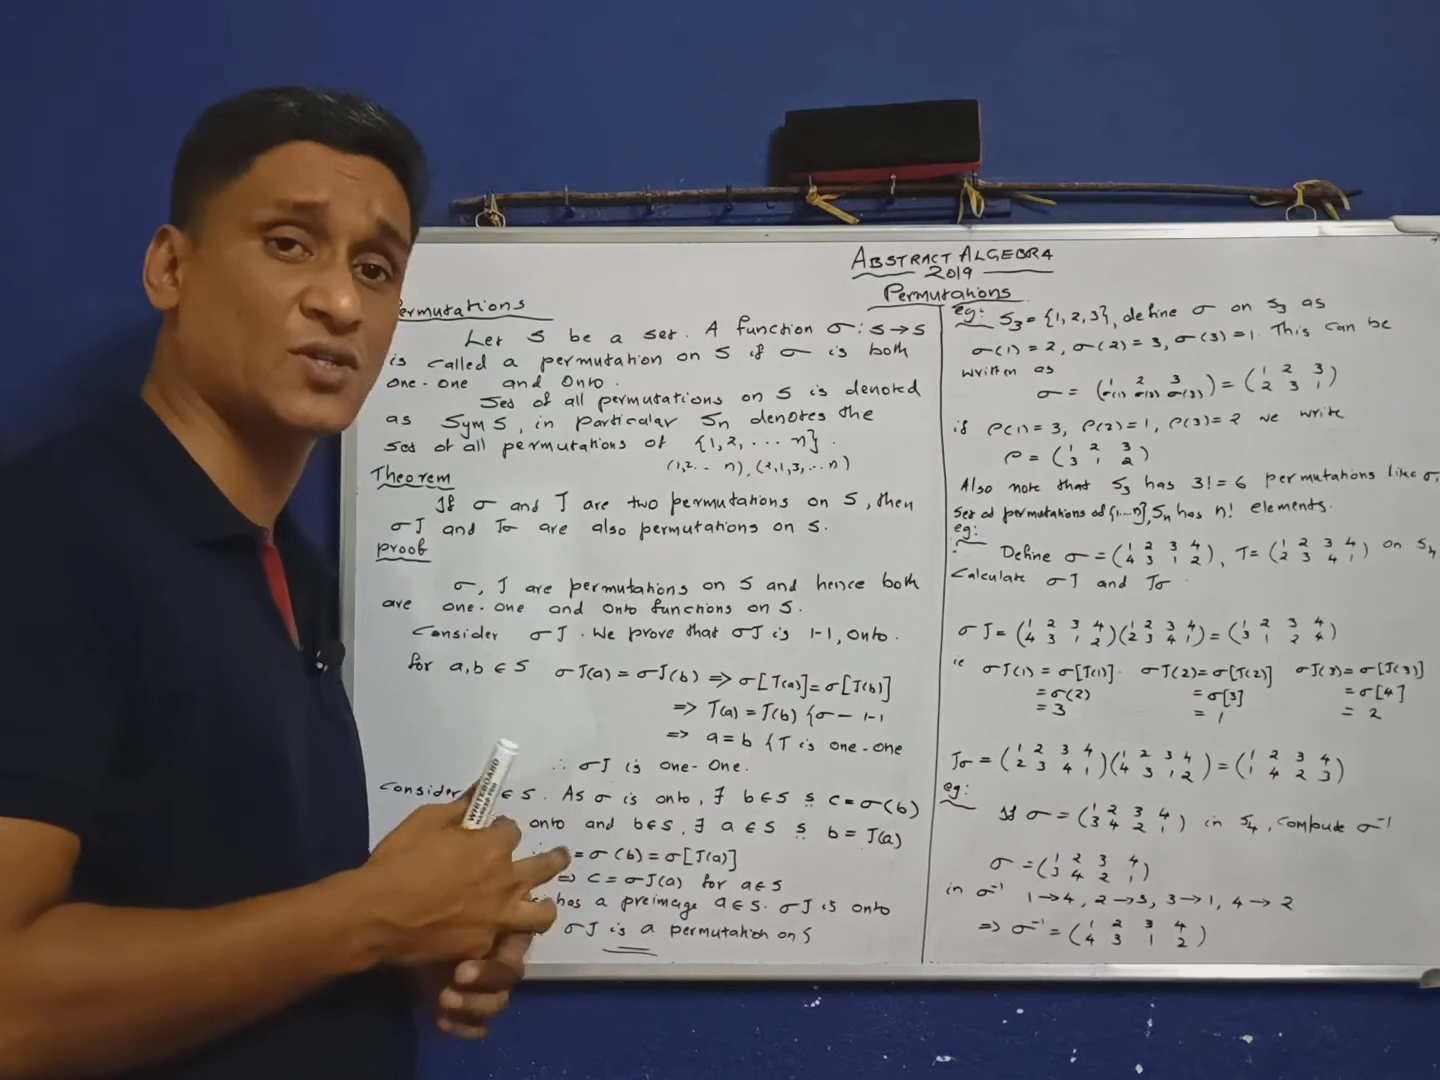 ABSTRACT ALGEBRA
2019
Permutations
ermutations
Let S be a set. A function σ: S→S
is called a permutation on S if σ is both
one-one and onto.
Set of all permutations on S is denoted
as Sym S, in particular Sn denotes the
set of all permutations of {1, 2, ... n}.
(1,2.. n), (2,1,3,...n)
Theorem
If σ and T are two permutations on S, then
σT and Tσ are also permutations on S.
proof
σ, T are permutations on S and hence both
are one-one and onto functions on S.
Consider σT. We prove that σT is 1-1, onto.
for a,b ∈ S σT(a) = σT(b) ⇒ σ[T(a)] = σ[T(b)]
⇒ T(a) = T(b) {σ - 1-1
⇒ a = b {T is one-one
∴ σT is one-one.
Consider ∈ S. As σ is onto, ∃ b∈S s c = σ(b)
onto and b∈S, ∃ a ∈ S s b = T(a)
= σ(b) = σ[T(a)]
⇒ c = σT(a) for a∈S
has a preimage a∈S. σT is onto
σT is a permutation on S
eg: S3 = {1,2,3}, define σ on S3 as
σ(1) = 2, σ(2) = 3, σ(3) = 1. This can be
written as
σ = (1 2 3 / σ(1) σ(2) σ(3)) = (1 2 3 / 2 3 1)
if ρ(1) = 3, ρ(2) = 1, ρ(3) = 2 we write
ρ = (1 2 3 / 3 1 2)
Also note that S3 has 3! = 6 permutations like σ,
set of permutations of {1...n}, Sn has n! elements.
eg:
Define σ = (1 2 3 4 / 4 3 1 2), T = (1 2 3 4 / 2 3 4 1) on S4
Calculate σT and Tσ.
σT = (1 2 3 4 / 4 3 1 2)(1 2 3 4 / 2 3 4 1) = (1 2 3 4 / 3 1 2 4)
ie σT(1) = σ[T(1)]. σT(2) = σ[T(2)] σT(3) = σ[T(3)]
= σ(2) = σ[3] = σ[4]
= 3 = 1 = 2
Tσ = (1 2 3 4 / 2 3 4 1)(1 2 3 4 / 4 3 1 2) = (1 2 3 4 / 1 4 2 3)
eg:
If σ = (1 2 3 4 / 3 4 2 1) in S4, compute σ⁻¹
σ = (1 2 3 4 / 3 4 2 1)
in σ⁻¹ 1→4, 2→3, 3→1, 4→2
⇒ σ⁻¹ = (1 2 3 4 / 4 3 1 2)
WHITEBOARD